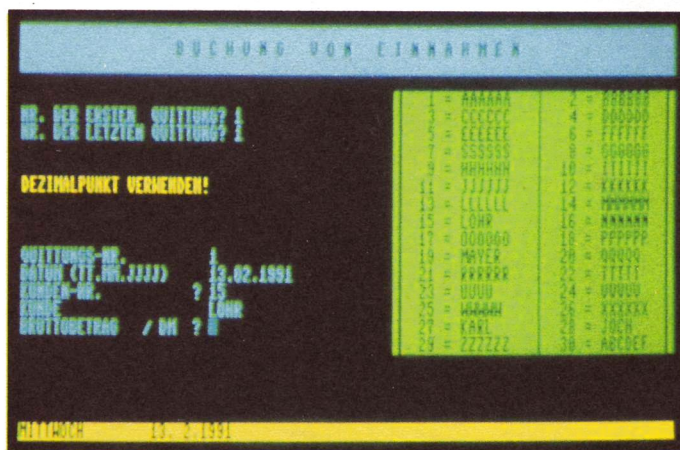 BUCHUNG VON EINNAHMEN
NR. DER ERSTEN QUITTUNG? 1
NR. DER LETZTEN QUITTUNG? 1
DEZIMALPUNKT VERWENDEN!
QUITTUNGS-NR. 1
DATUM (TT.MM.JJJJ) 13.02.1991
KUNDEN-NR. ? 15
KUNDE LOHR
BRUTTOBETRAG / DM ?
1 = AAAAAA 2 = BBBBBB
3 = CCCCCC 4 = DDDDDD
5 = EEEEEE 6 = FFFFFF
7 = SSSSSS 8 = GGGGGG
9 = HHHHHH 10 = IIIIII
11 = JJJJJJ 12 = KKKKKK
13 = LLLLLL 14 = MMMMMM
15 = LOHR 16 = NNNNNN
17 = OOOOOO 18 = PPPPPP
19 = MAYER 20 = QQUQQ
21 = RRRRRR 22 = TTTTT
23 = UUUU 24 = VVVVV
25 = WWWWW 26 = XXXXXX
27 = KARL 28 = JOCH
29 = ZZZZZZ 30 = ABCDEF
MITTWOCH 13. 2.1991